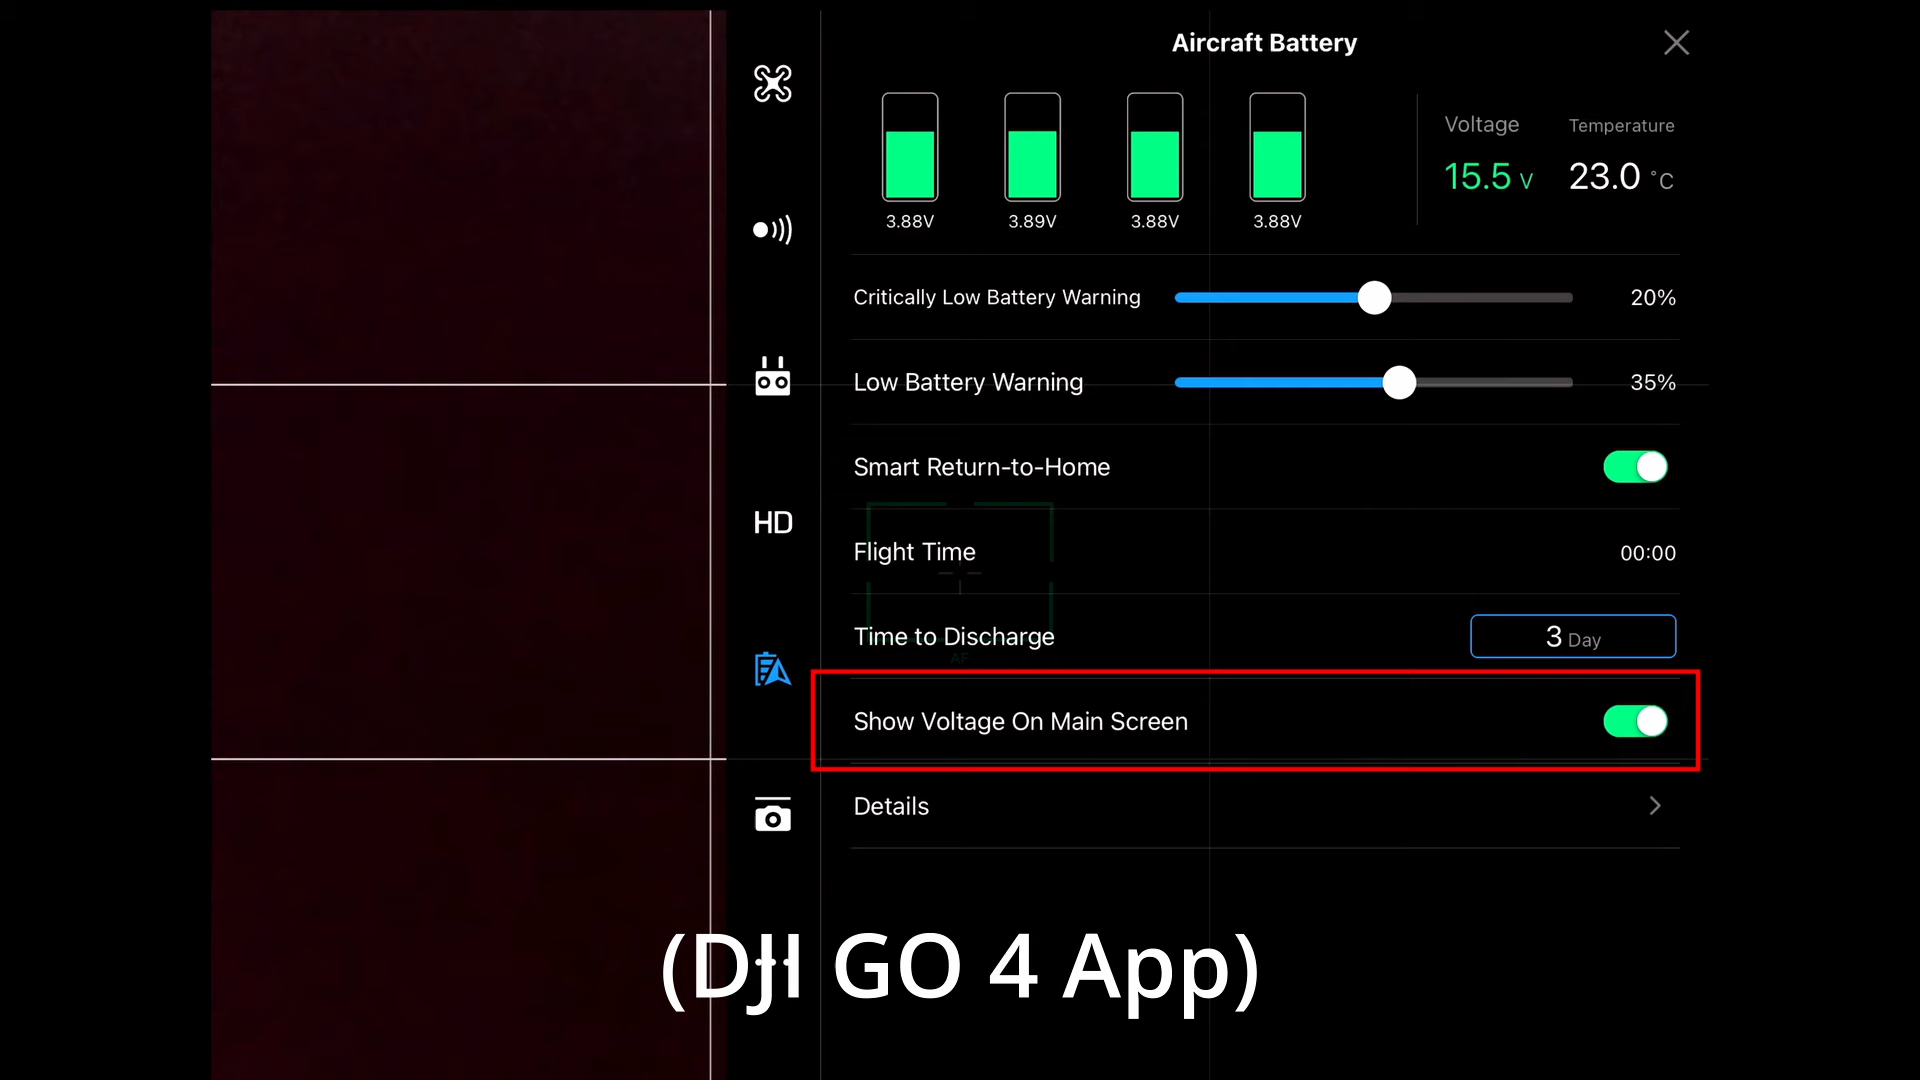 Aircraft Battery
3.88V 3.89V 3.88V 3.88V
Voltage Temperature
15.5 V 23.0 °C
Critically Low Battery Warning 20%
Low Battery Warning 35%
Smart Return-to-Home
HD
Flight Time 00:00
Time to Discharge 3 Day
AF
Show Voltage On Main Screen
Details
(DJI GO 4 App)